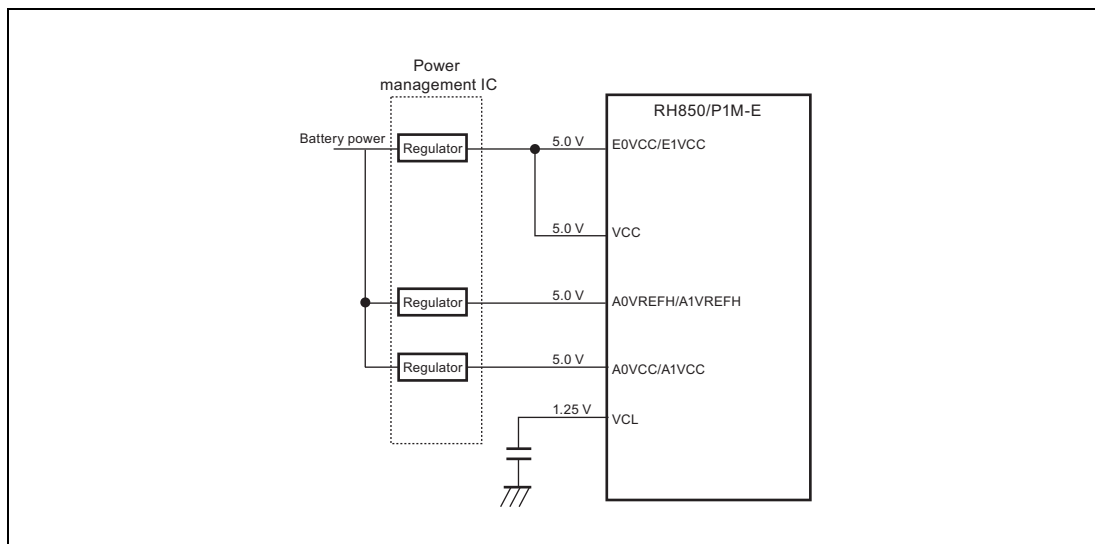 Power
management IC
RH850/P1M-E
Battery power
Regulator
5.0 V
E0VCC/E1VCC
5.0 V
VCC
Regulator
5.0 V
A0VREFH/A1VREFH
Regulator
5.0 V
A0VCC/A1VCC
1.25 V
VCL